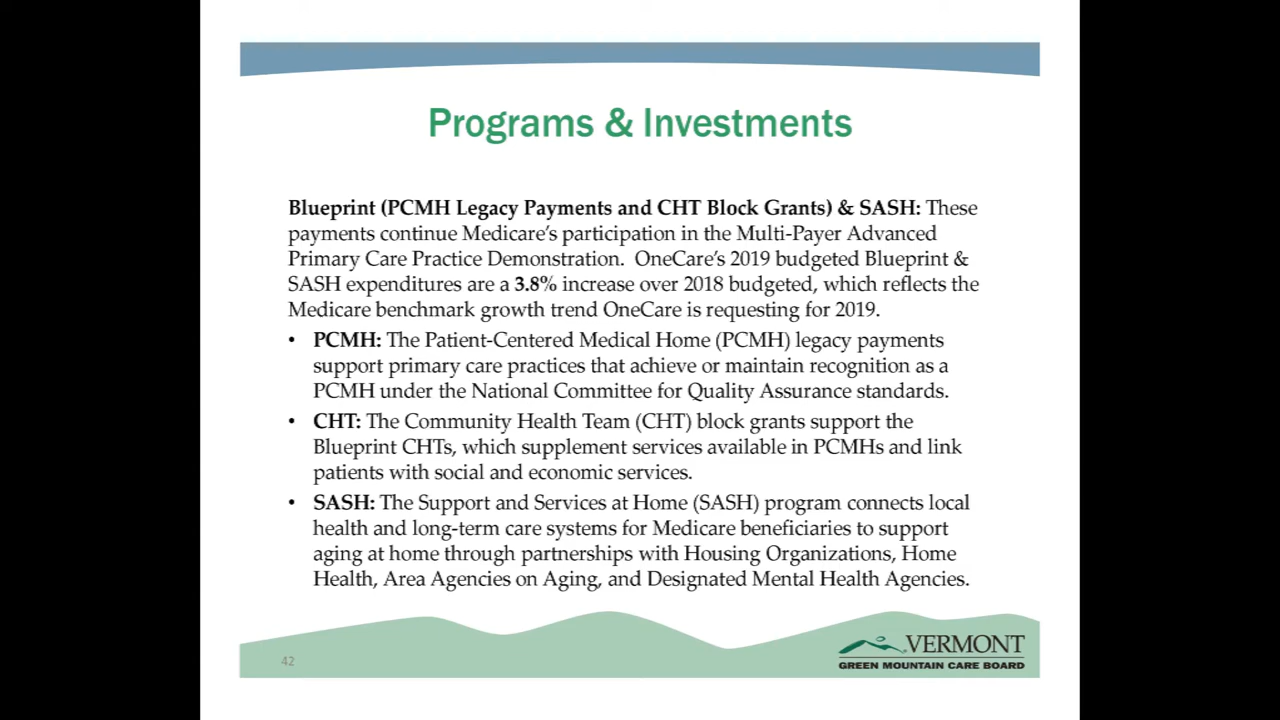 Programs & Investments
Blueprint (PCMH Legacy Payments and CHT Block Grants) & SASH: These
payments continue Medicare's participation in the Multi-Payer Advanced
Primary Care Practice Demonstration.  OneCare's 2019 budgeted Blueprint &
SASH expenditures are a 3.8% increase over 2018 budgeted, which reflects the
Medicare benchmark growth trend OneCare is requesting for 2019.
• PCMH: The Patient-Centered Medical Home (PCMH) legacy payments
support primary care practices that achieve or maintain recognition as a
PCMH under the National Committee for Quality Assurance standards.
• CHT: The Community Health Team (CHT) block grants support the
Blueprint CHTs, which supplement services available in PCMHs and link
patients with social and economic services.
• SASH: The Support and Services at Home (SASH) program connects local
health and long-term care systems for Medicare beneficiaries to support
aging at home through partnerships with Housing Organizations, Home
Health, Area Agencies on Aging, and Designated Mental Health Agencies.
42
VERMONT
GREEN MOUNTAIN CARE BOARD